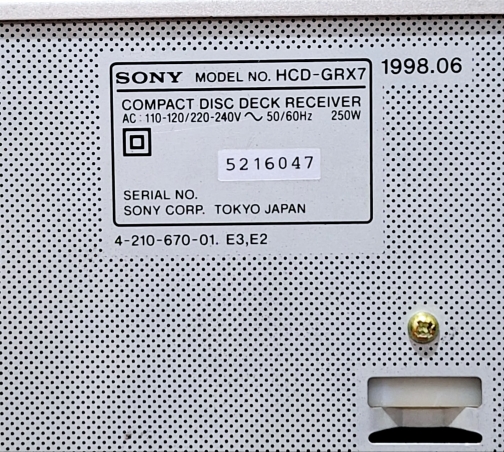 SONY MODEL NO. HCD-GRX7 1998.06
COMPACT DISC DECK RECEIVER
AC : 110-120/220-240V ～ 50/60Hz 250W
5216047
SERIAL NO.
SONY CORP. TOKYO JAPAN
4-210-670-01. E3,E2